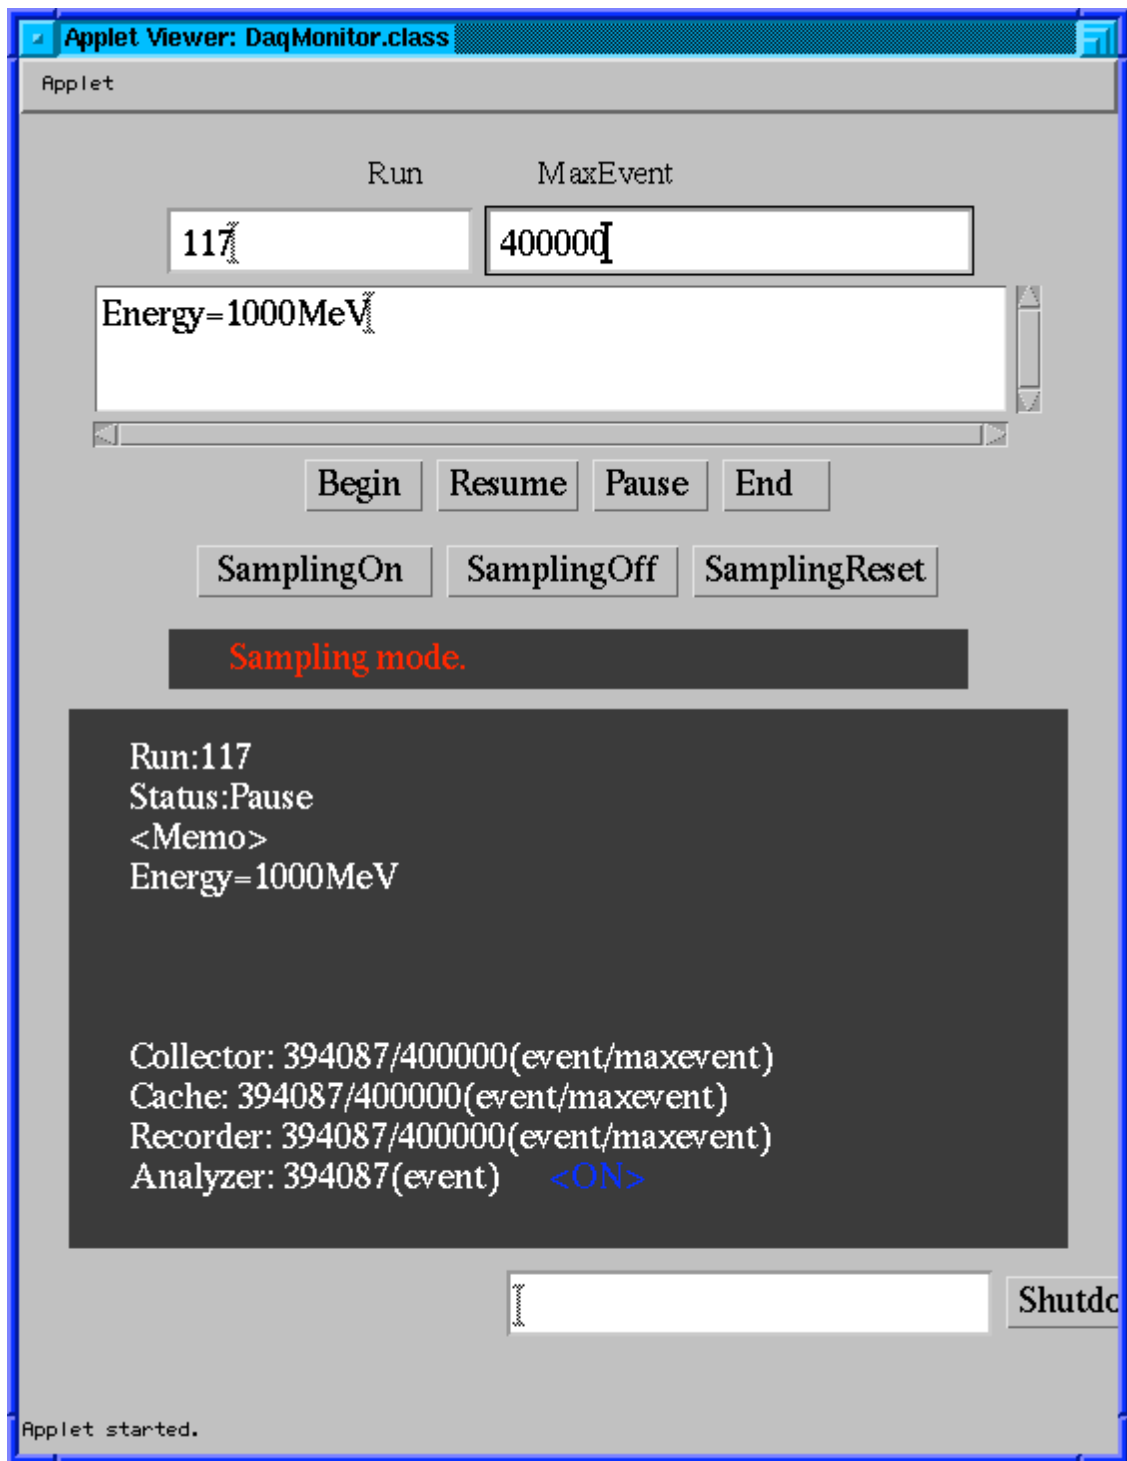 Applet Viewer: DaqMonitor.class
Applet
Run MaxEvent
117 400000
Energy=1000MeV
Begin Resume Pause End
SamplingOn SamplingOff SamplingReset
Sampling mode.
Run:117
Status:Pause
<Memo>
Energy=1000MeV
Collector: 394087/400000(event/maxevent)
Cache: 394087/400000(event/maxevent)
Recorder: 394087/400000(event/maxevent)
Analyzer: 394087(event) <ON>
Shutdo
Applet started.